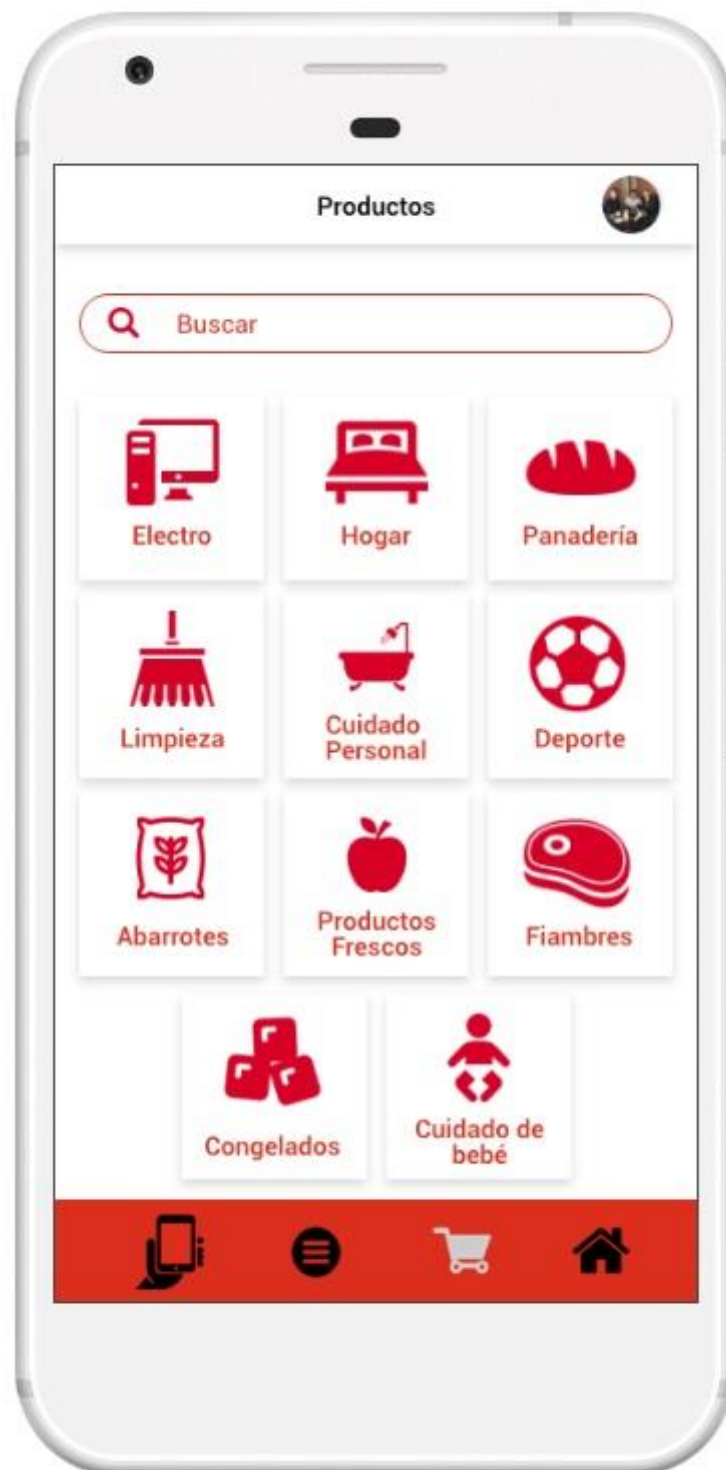 Productos
Buscar
Electro
Hogar
Panadería
Limpieza
Cuidado
Personal
Deporte
Abarrotes
Productos
Frescos
Fiambres
Congelados
Cuidado de
bebé